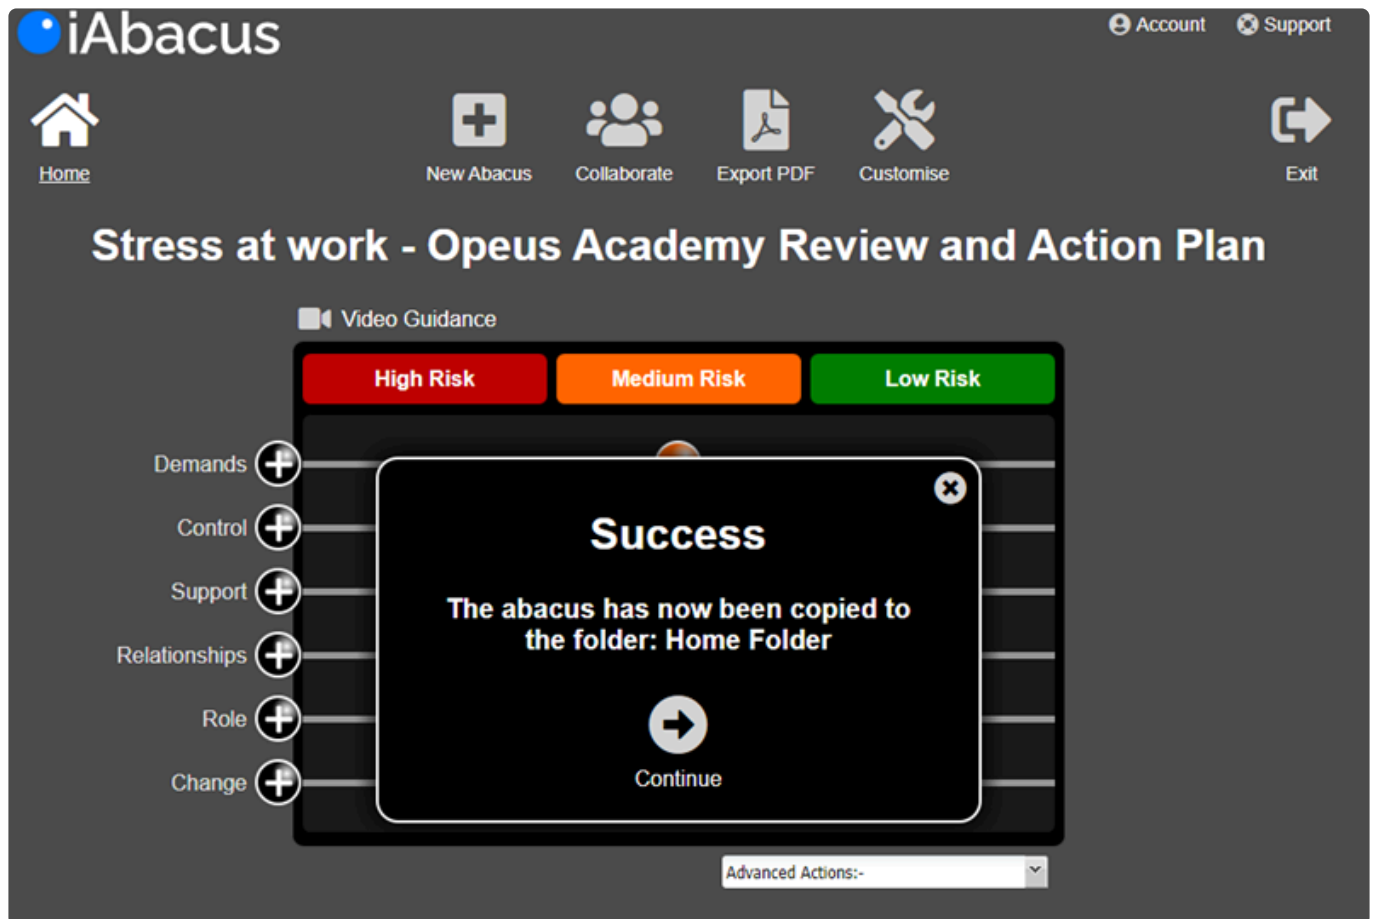 iAbacus
Account
Support
Home
New Abacus
Collaborate
Export PDF
Customise
Exit
Stress at work - Opeus Academy Review and Action Plan
Video Guidance
High Risk
Medium Risk
Low Risk
Demands
Control
Support
Relationships
Role
Change
Success
The abacus has now been copied to
the folder: Home Folder
Continue
Advanced Actions:-